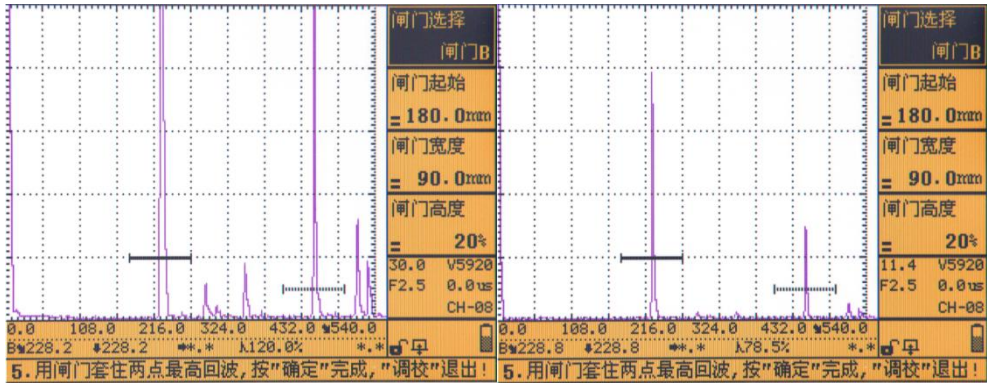 闸门选择
闸门B
闸门起始
=180.0mm
闸门宽度
= 90.0mm
闸门高度
= 20%
30.0 V5920
F2.5 0.0us
CH-08
0.0 108.0 216.0 324.0 432.0 540.0
228.2 228.2 *.* 120.0% *.*
5.用闸门套住两点最高回波,按"确定"完成,"调校"退出!
闸门选择
闸门B
闸门起始
=180.0mm
闸门宽度
= 90.0mm
闸门高度
= 20%
11.4 V5920
F2.5 0.0us
CH-08
0.0 108.0 216.0 324.0 432.0 540.0
228.8 228.8 *.* 78.5% *.*
5.用闸门套住两点最高回波,按"确定"完成,"调校"退出!